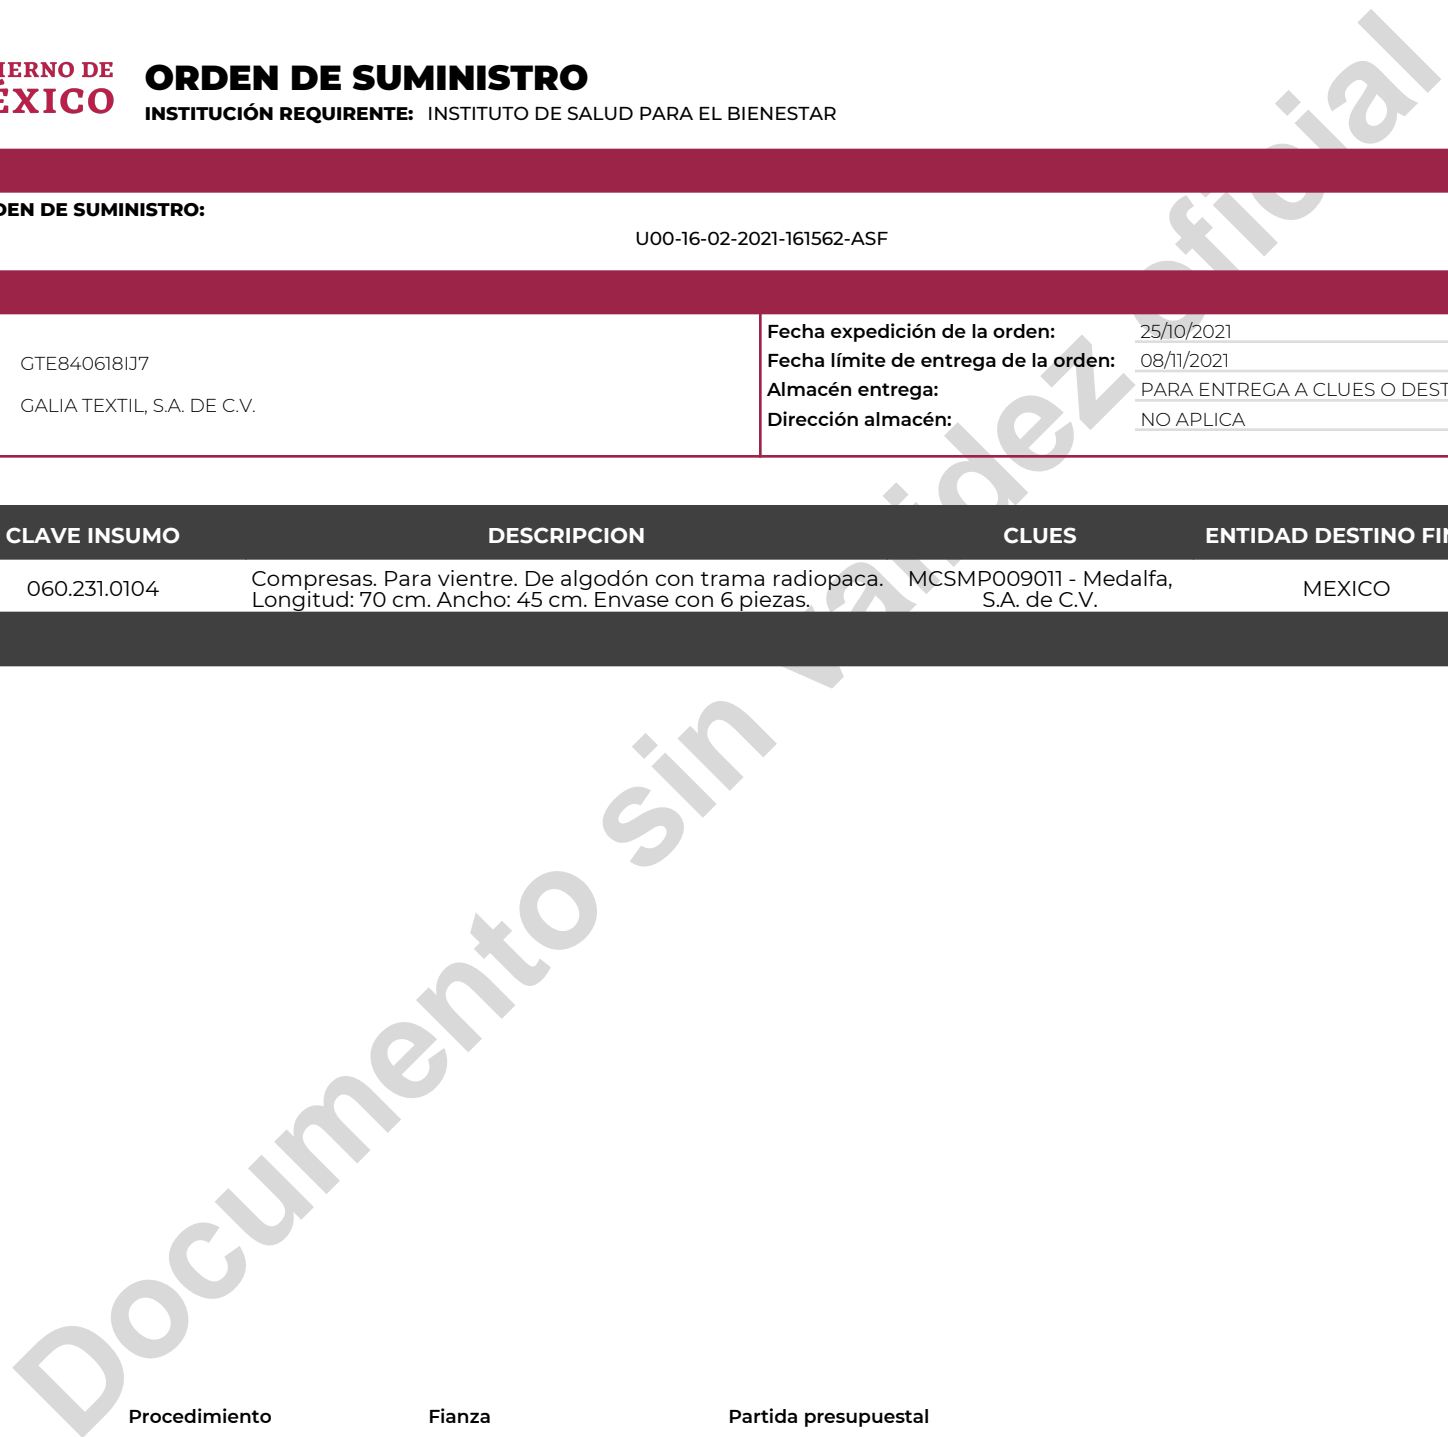 IERNO DE
ÉXICO
ORDEN DE SUMINISTRO
INSTITUCIÓN REQUIRENTE: INSTITUTO DE SALUD PARA EL BIENESTAR
DEN DE SUMINISTRO:
U00-16-02-2021-161562-ASF
GTE840618IJ7
GALIA TEXTIL, S.A. DE C.V.
Fecha expedición de la orden: 25/10/2021
Fecha límite de entrega de la orden: 08/11/2021
Almacén entrega: PARA ENTREGA A CLUES O DEST
Dirección almacén: NO APLICA
CLAVE INSUMO DESCRIPCION CLUES ENTIDAD DESTINO FIN
060.231.0104 Compresas. Para vientre. De algodón con trama radiopaca. MCSMP009011 - Medalfa, MEXICO
Longitud: 70 cm. Ancho: 45 cm. Envase con 6 piezas. S.A. de C.V.
Documento sin validez oficial
Procedimiento Fianza Partida presupuestal